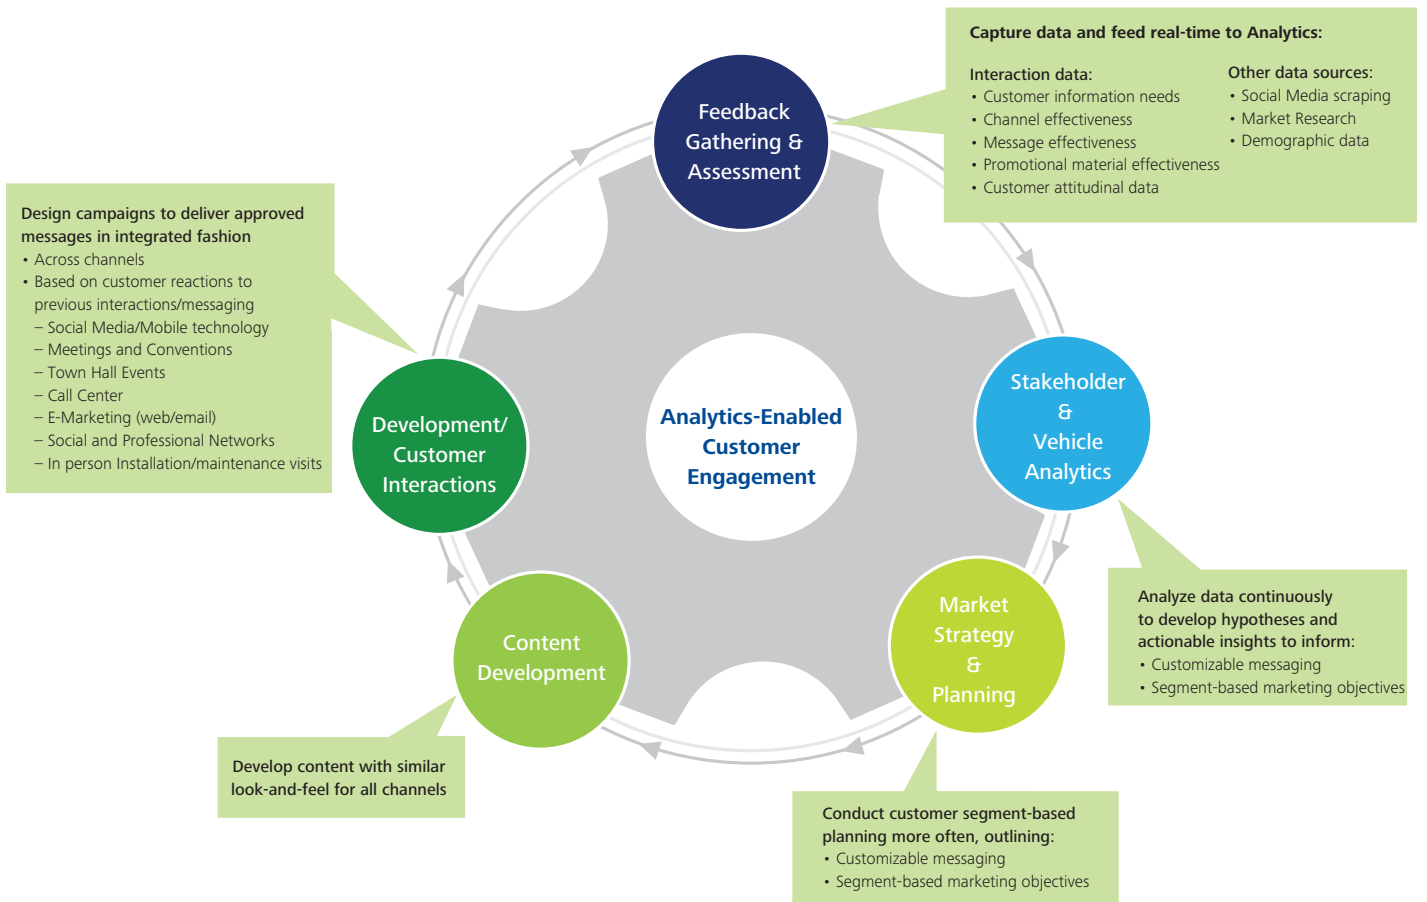 Capture data and feed real-time to Analytics:
Interaction data:
• Customer information needs
• Channel effectiveness
• Message effectiveness
• Promotional material effectiveness
• Customer attitudinal data
Other data sources:
• Social Media scraping
• Market Research
• Demographic data
Feedback
Gathering &
Assessment
Design campaigns to deliver approved
messages in integrated fashion
• Across channels
• Based on customer reactions to
previous interactions/messaging
– Social Media/Mobile technology
– Meetings and Conventions
– Town Hall Events
– Call Center
– E-Marketing (web/email)
– Social and Professional Networks
– In person Installation/maintenance visits
Development/
Customer
Interactions
Analytics-Enabled
Customer
Engagement
Stakeholder
&
Vehicle
Analytics
Analyze data continuously
to develop hypotheses and
actionable insights to inform:
• Customizable messaging
• Segment-based marketing objectives
Market
Strategy
&
Planning
Content
Development
Develop content with similar
look-and-feel for all channels
Conduct customer segment-based
planning more often, outlining:
• Customizable messaging
• Segment-based marketing objectives